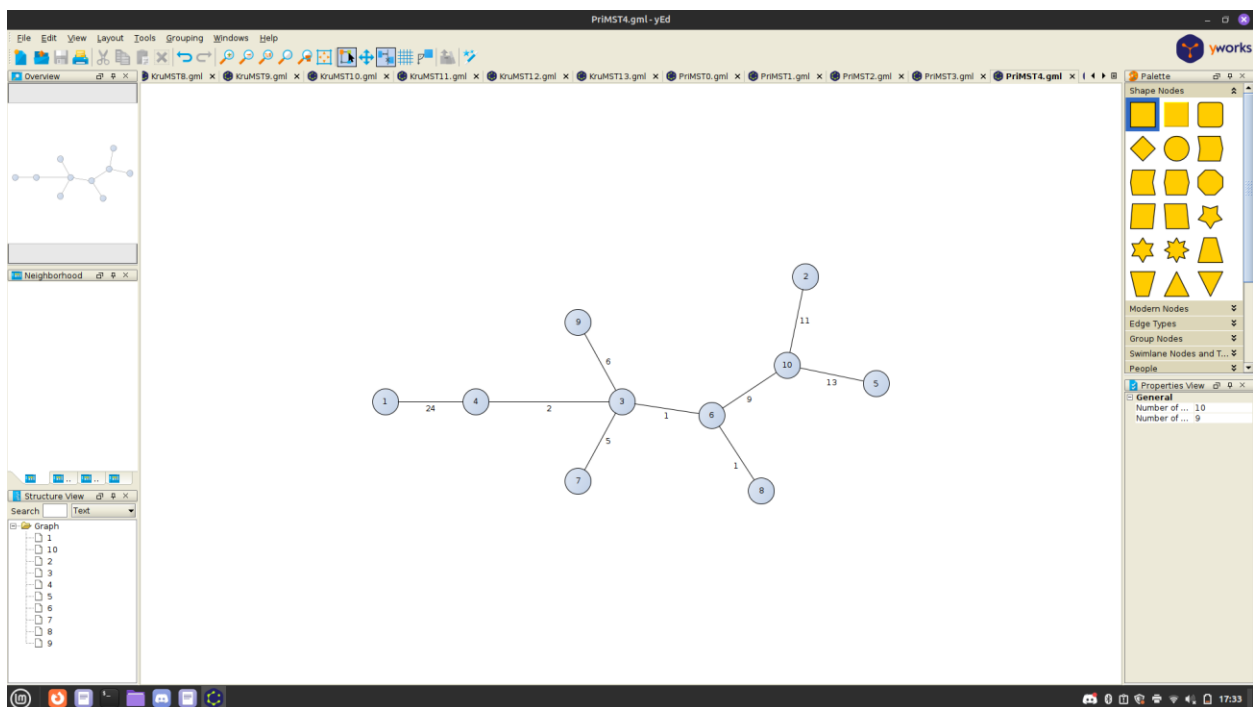 PriMST4.gml - yEd
File Edit View Layout Tools Grouping Windows Help
yworks
Overview
KruMST8.gml KruMST9.gml KruMST10.gml KruMST11.gml KruMST12.gml KruMST13.gml PriMST0.gml PriMST1.gml PriMST2.gml PriMST3.gml PriMST4.gml
Palette
Shape Nodes
Neighborhood
2
11
9
10
6
13
5
1
24
4
2
3
1
6
9
5
7
1
8
Modern Nodes
Edge Types
Group Nodes
Swimlane Nodes and T...
People
Properties View
General
Number of ... 10
Number of ... 9
Structure View
Search Text
Graph
1
10
2
3
4
5
6
7
8
9
17:33